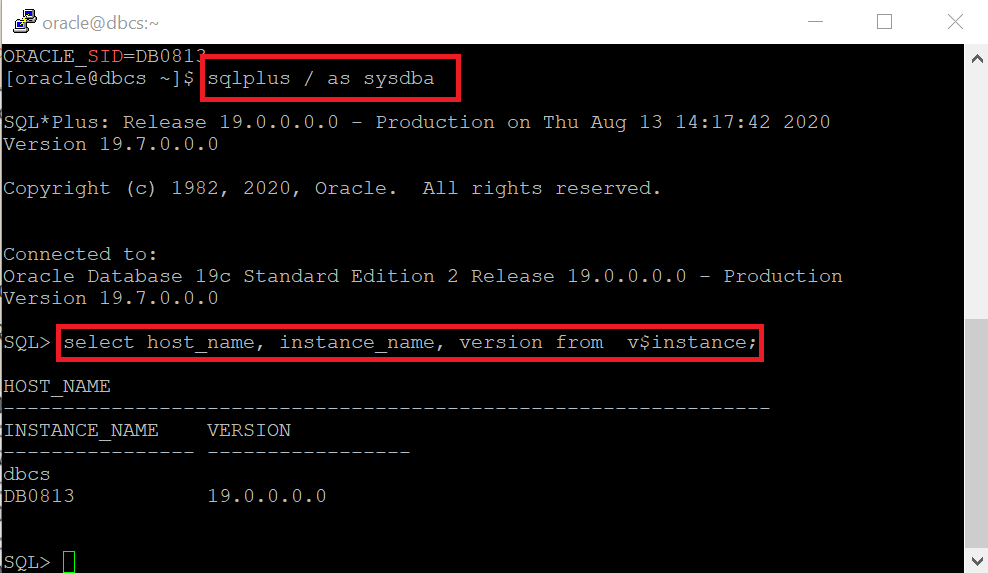 oracle@dbcs:~
ORACLE_SID=DB0813
[oracle@dbcs ~]$ sqlplus / as sysdba
SQL*Plus: Release 19.0.0.0.0 - Production on Thu Aug 13 14:17:42 2020
Version 19.7.0.0.0
Copyright (c) 1982, 2020, Oracle.  All rights reserved.
Connected to:
Oracle Database 19c Standard Edition 2 Release 19.0.0.0.0 - Production
Version 19.7.0.0.0
SQL> select host_name, instance_name, version from  v$instance;
HOST_NAME
----------------------------------------------------------------
INSTANCE_NAME    VERSION
---------------- -----------------
dbcs
DB0813           19.0.0.0.0
SQL>